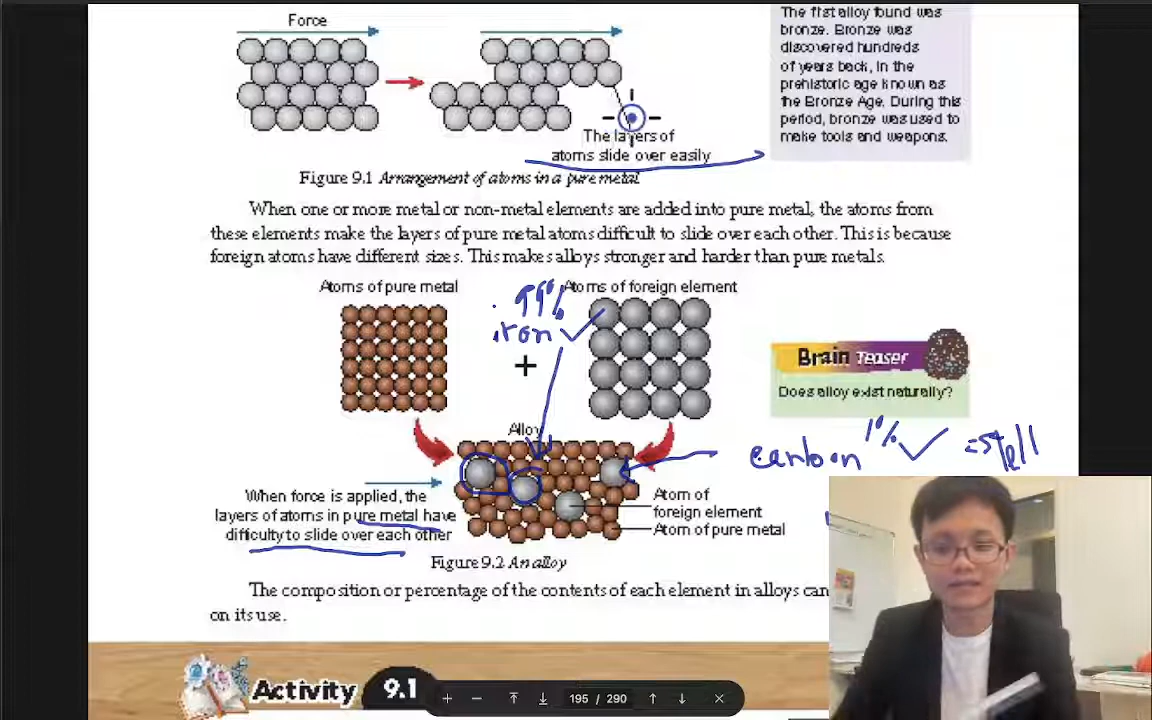 Force
The layers of
atoms slide over easily
Figure 9.1 Arrangement of atoms in a pure metal
The fIst alloy found was
bronze. Bronze was
discovered hundreds
of years back, in the
prehistoric age known as
the Bronze Age. During this
period, bronze was used to
make tools and weapons.
When one or more metal or non-metal elements are added into pure metal, the atoms from
these elements make the layers of pure metal atoms difficult to slide over each other. This is because
foreign atoms have different sizes. This makes alloys stronger and harder than pure metals.
Atoms of pure metal
99%
iron
Atoms of foreign element
+
Brain Teaser
Does alloy exist naturally?
Alloy
carbon 1%
When force is applied, the
layers of atoms in pure metal have
difficulty to slide over each other
Atom of
foreign element
Atom of pure metal
Figure 9.2 An alloy
The composition or percentage of the contents of each element in alloys can
on its use.
Activity 9.1
195 / 290